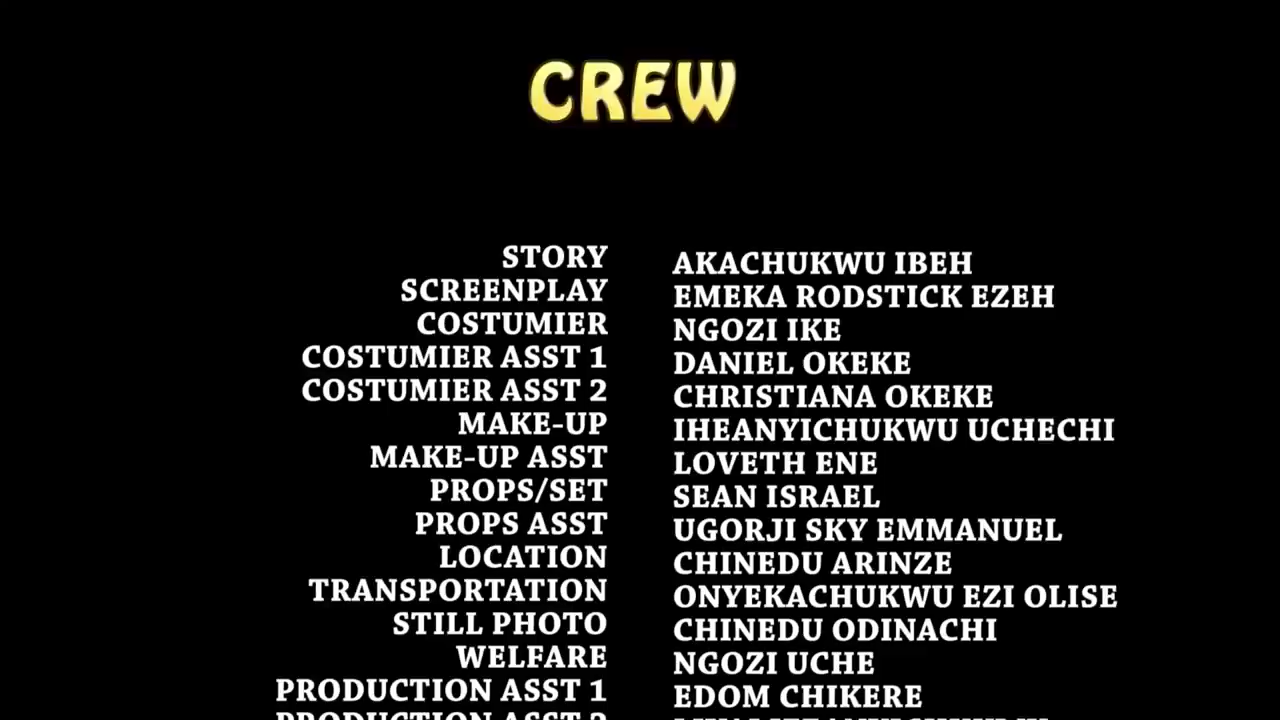 CREW
STORY AKACHUKWU IBEH
SCREENPLAY EMEKA RODSTICK EZEH
COSTUMIER NGOZI IKE
COSTUMIER ASST 1 DANIEL OKEKE
COSTUMIER ASST 2 CHRISTIANA OKEKE
MAKE-UP IHEANYICHUKWU UCHECHI
MAKE-UP ASST LOVETH ENE
PROPS/SET SEAN ISRAEL
PROPS ASST UGORJI SKY EMMANUEL
LOCATION CHINEDU ARINZE
TRANSPORTATION ONYEKACHUKWU EZI OLISE
STILL PHOTO CHINEDU ODINACHI
WELFARE NGOZI UCHE
PRODUCTION ASST 1 EDOM CHIKERE
PRODUCTION ASST 2